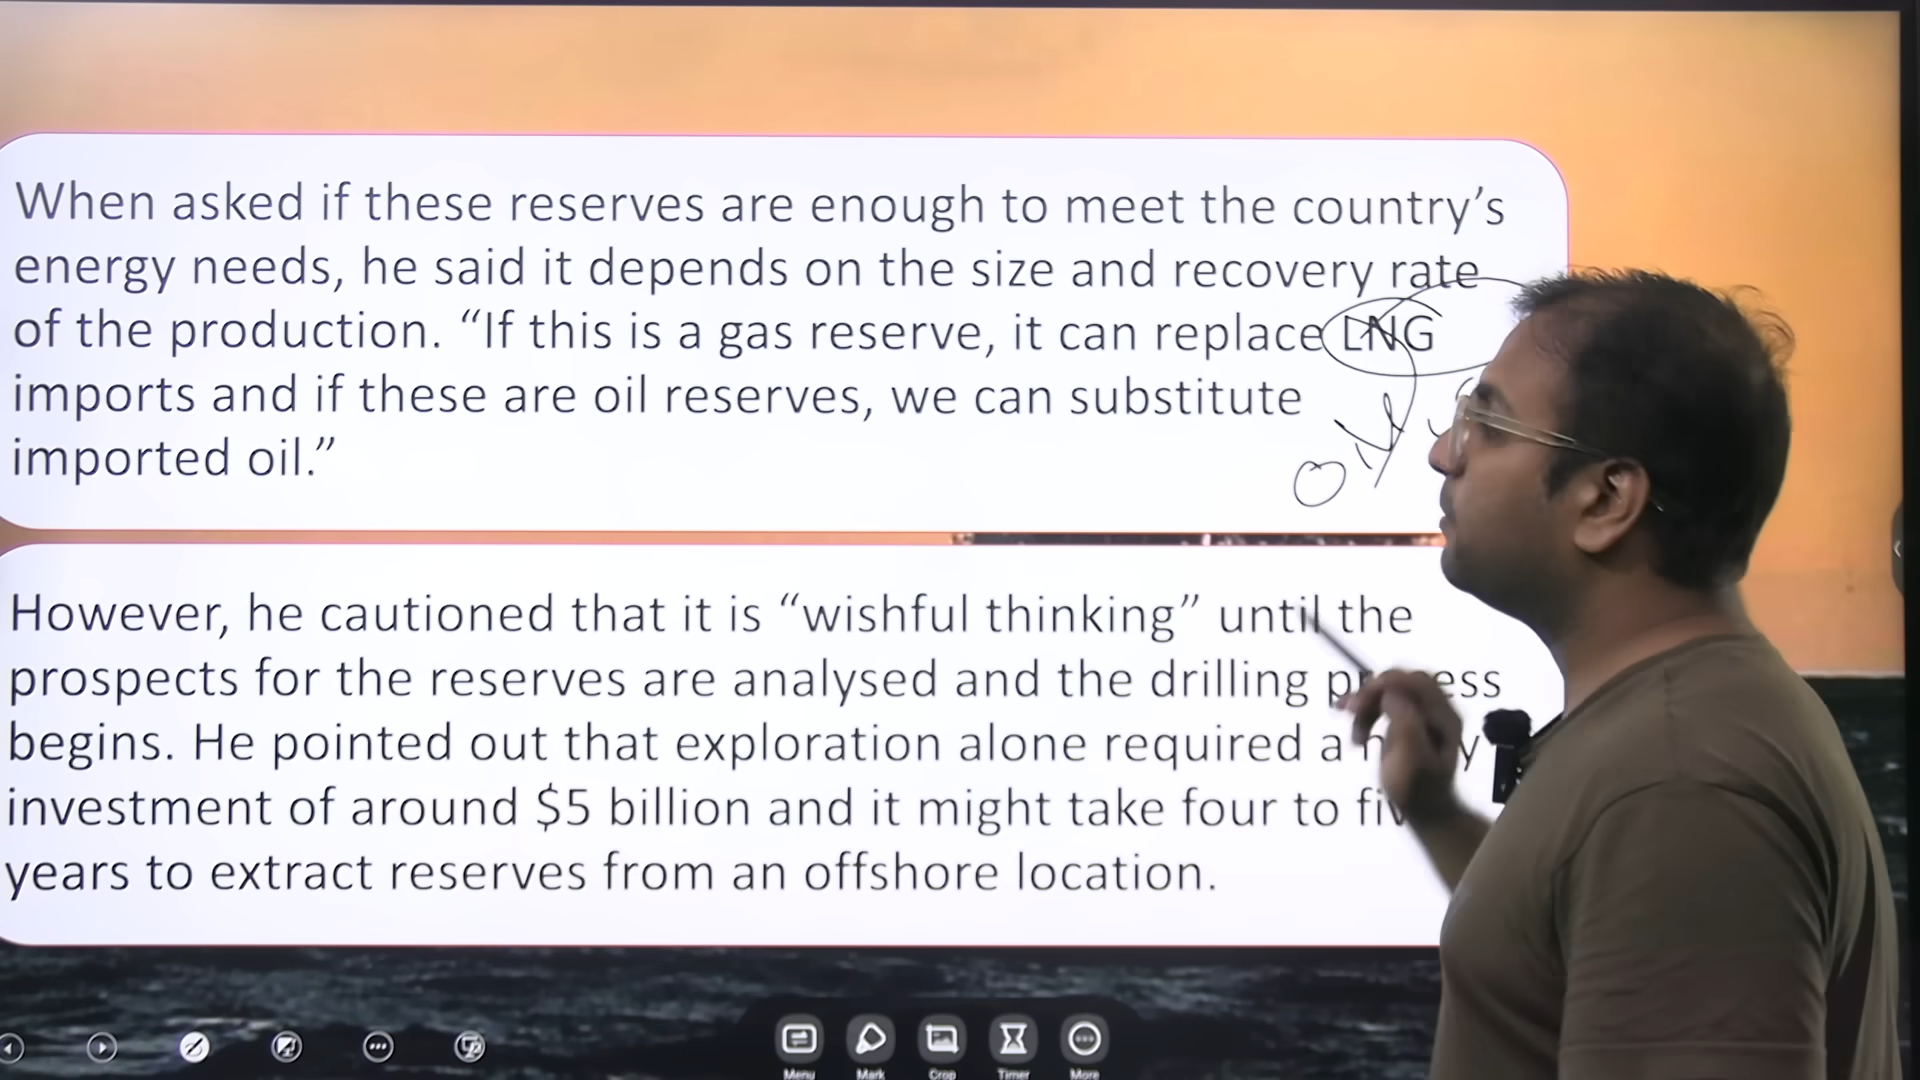 When asked if these reserves are enough to meet the country’s
energy needs, he said it depends on the size and recovery rate
of the production. “If this is a gas reserve, it can replace LNG
imports and if these are oil reserves, we can substitute
imported oil.”
However, he cautioned that it is “wishful thinking” until the
prospects for the reserves are analysed and the drilling process
begins. He pointed out that exploration alone required a
investment of around $5 billion and it might take four to five
years to extract reserves from an offshore location.
Menu Mark Crop Timer More